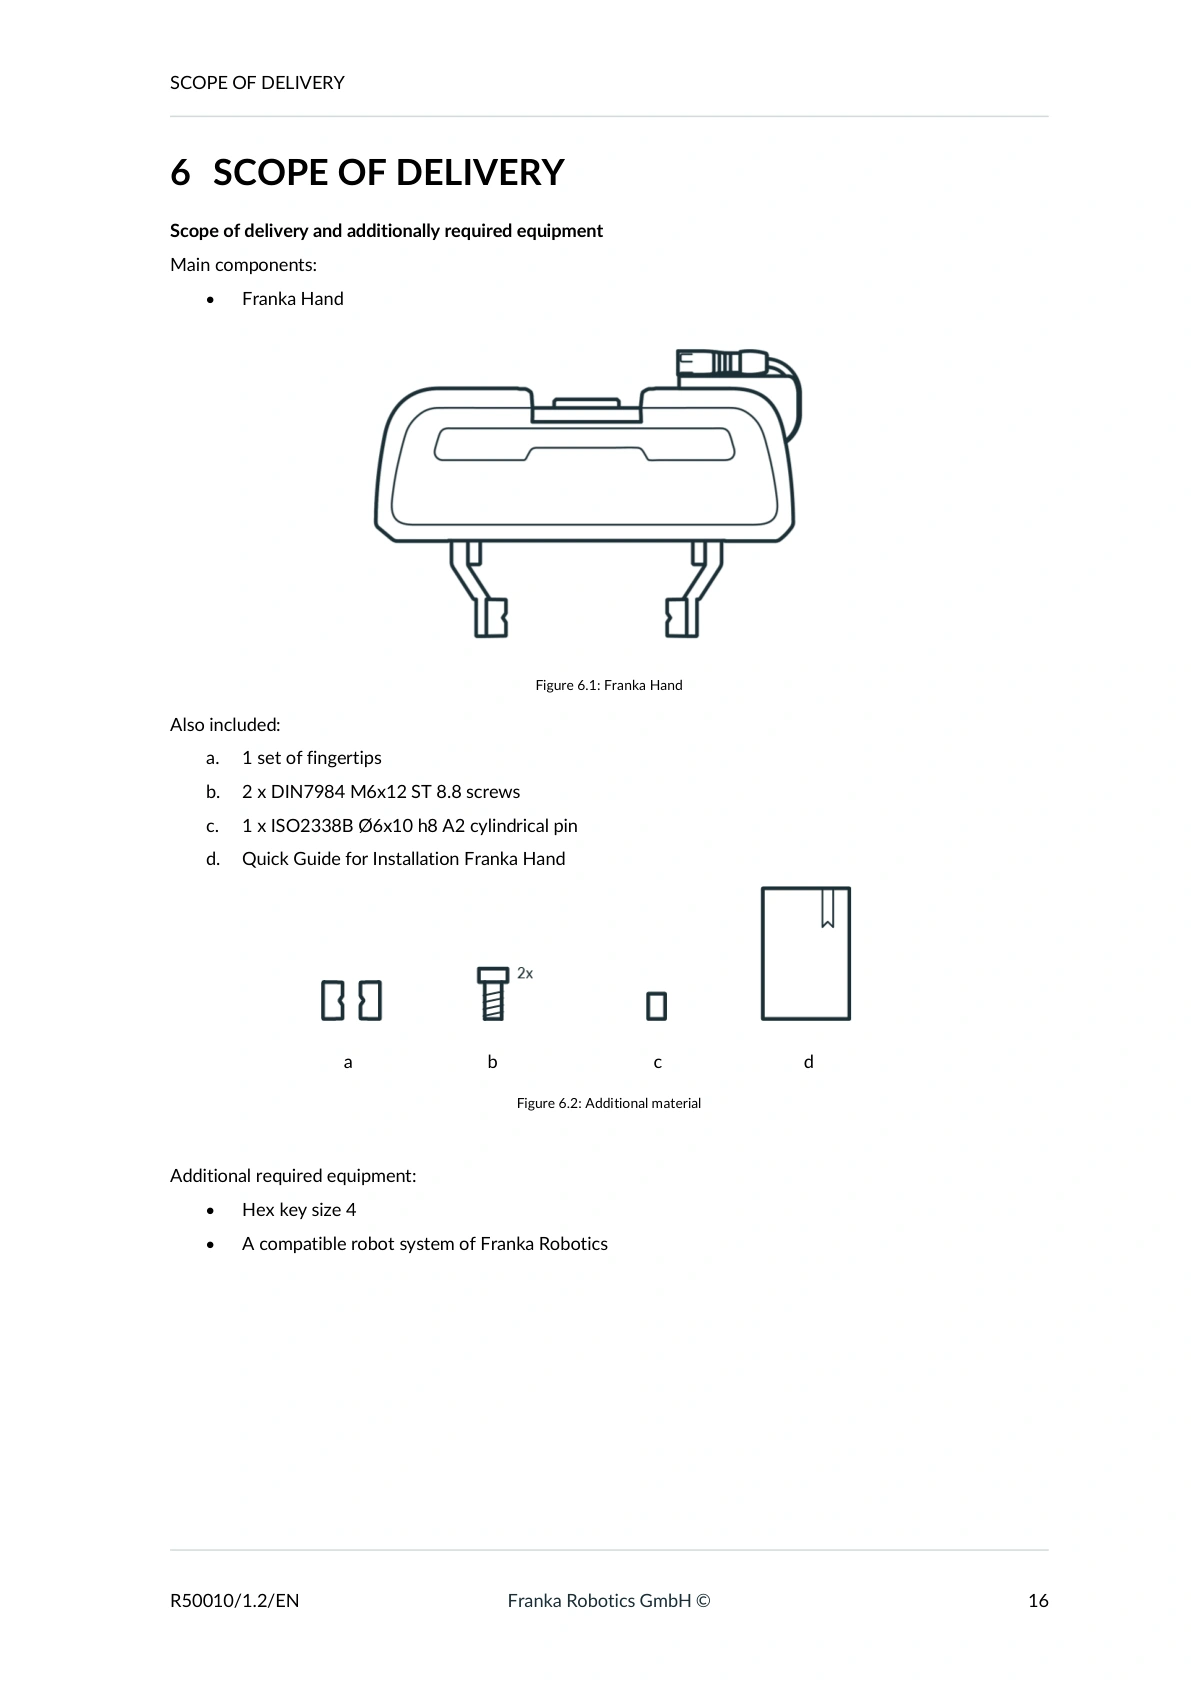 SCOPE OF DELIVERY
6 SCOPE OF DELIVERY
Scope of delivery and additionally required equipment
Main components:
• Franka Hand
Figure 6.1: Franka Hand
Also included:
a. 1 set of fingertips
b. 2 x DIN7984 M6x12 ST 8.8 screws
c. 1 x ISO2338B Ø6x10 h8 A2 cylindrical pin
d. Quick Guide for Installation Franka Hand
2x
a b c d
Figure 6.2: Additional material
Additional required equipment:
• Hex key size 4
• A compatible robot system of Franka Robotics
R50010/1.2/EN Franka Robotics GmbH © 16